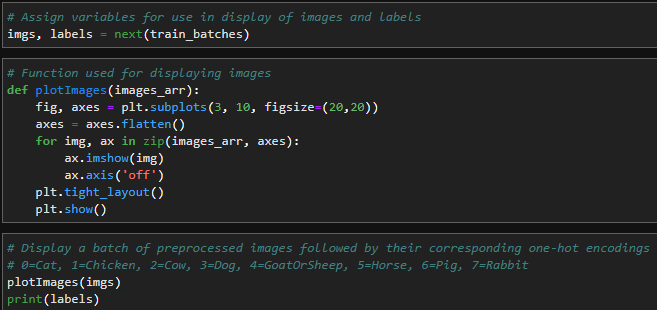 # Assign variables for use in display of images and labels
imgs, labels = next(train_batches)
# Function used for displaying images
def plotImages(images_arr):
    fig, axes = plt.subplots(3, 10, figsize=(20,20))
    axes = axes.flatten()
    for img, ax in zip(images_arr, axes):
        ax.imshow(img)
        ax.axis('off')
    plt.tight_layout()
    plt.show()
# Display a batch of preprocessed images followed by their corresponding one-hot encodings
# 0=Cat, 1=Chicken, 2=Cow, 3=Dog, 4=GoatOrSheep, 5=Horse, 6=Pig, 7=Rabbit
plotImages(imgs)
print(labels)